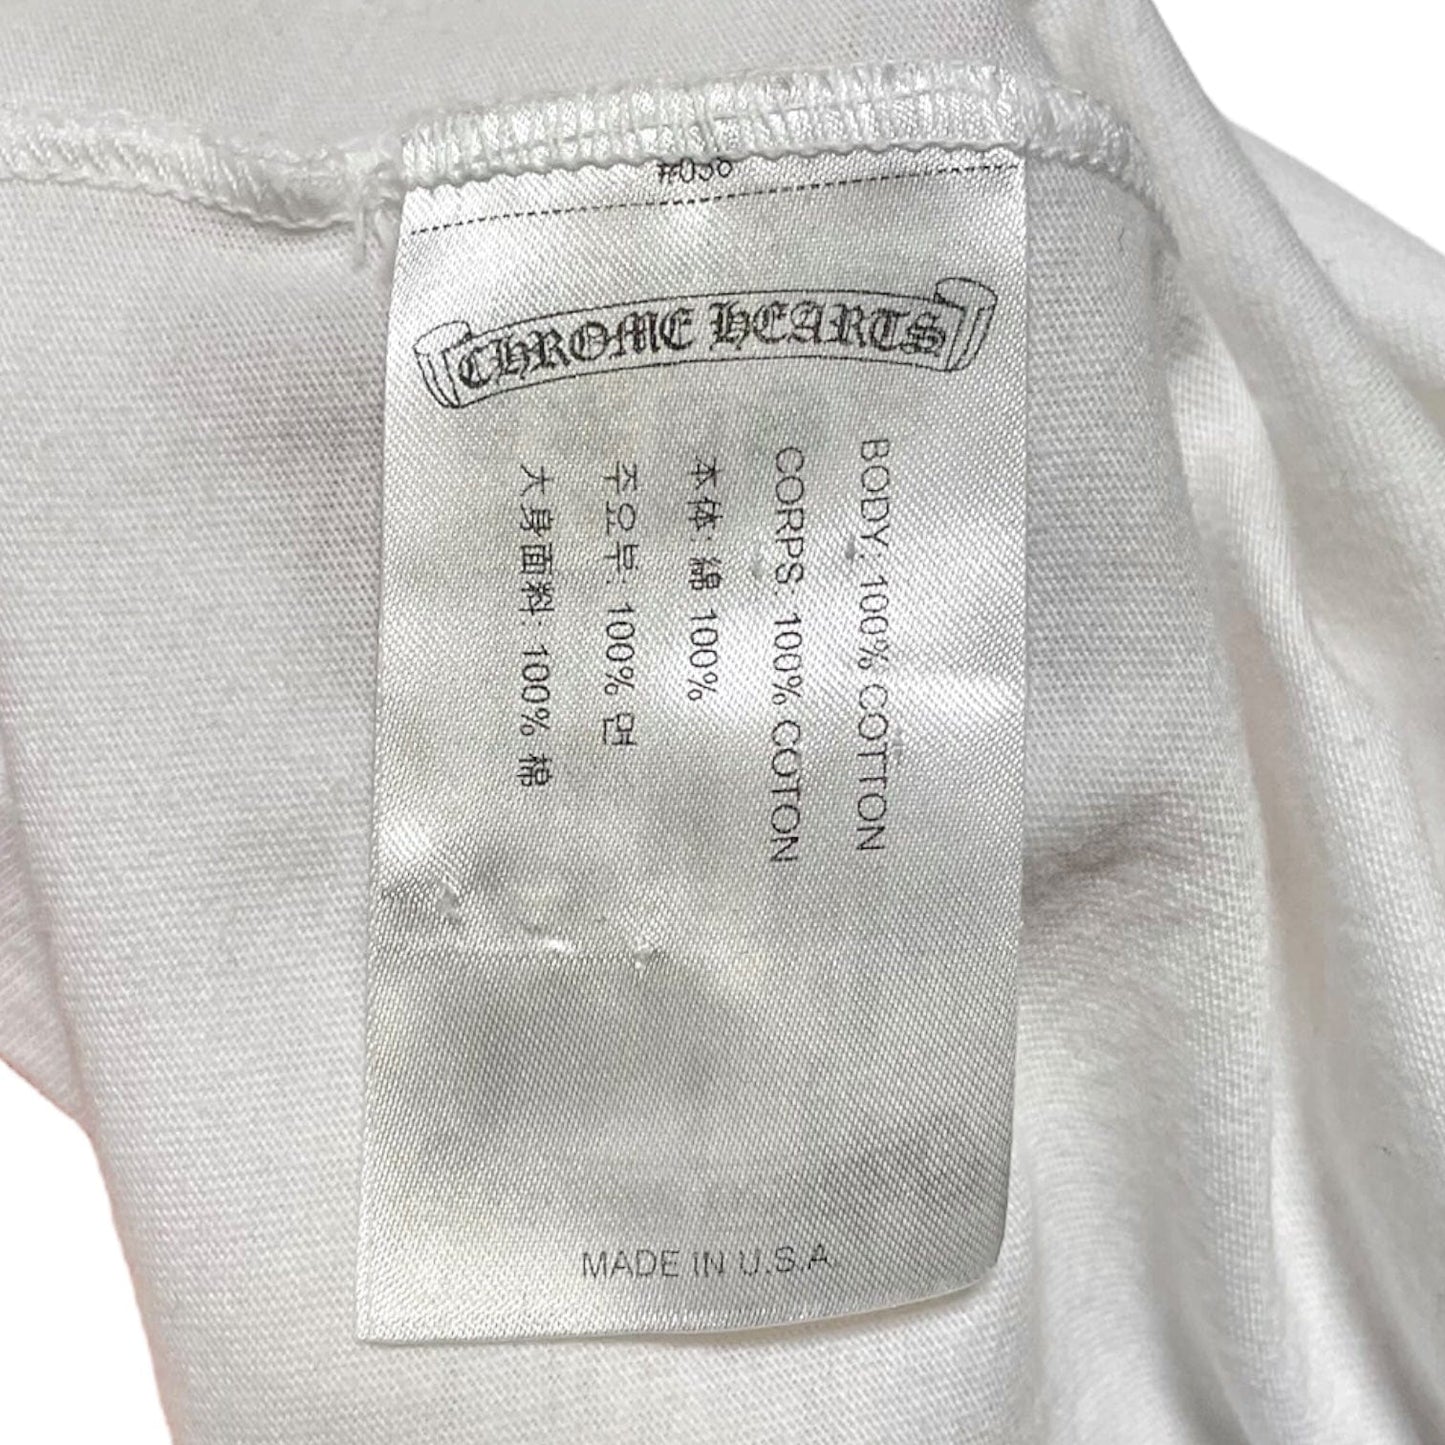 #038
CHROME HEARTS
BODY: 100% COTTON
CORPS: 100% COTON
本体: 綿 100%
주요부: 100% 면
大身面料: 100% 棉
MADE IN U.S.A